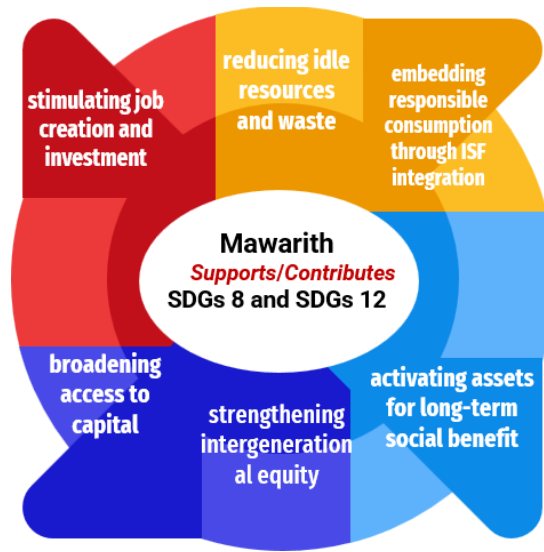 stimulating job
creation and
investment
reducing idle
resources
and waste
embedding
responsible
consumption
through ISF
integration
Mawarith
Supports/Contributes
SDGs 8 and SDGs 12
broadening
access to
capital
strengthening
intergeneration
al equity
activating assets
for long-term
social benefit